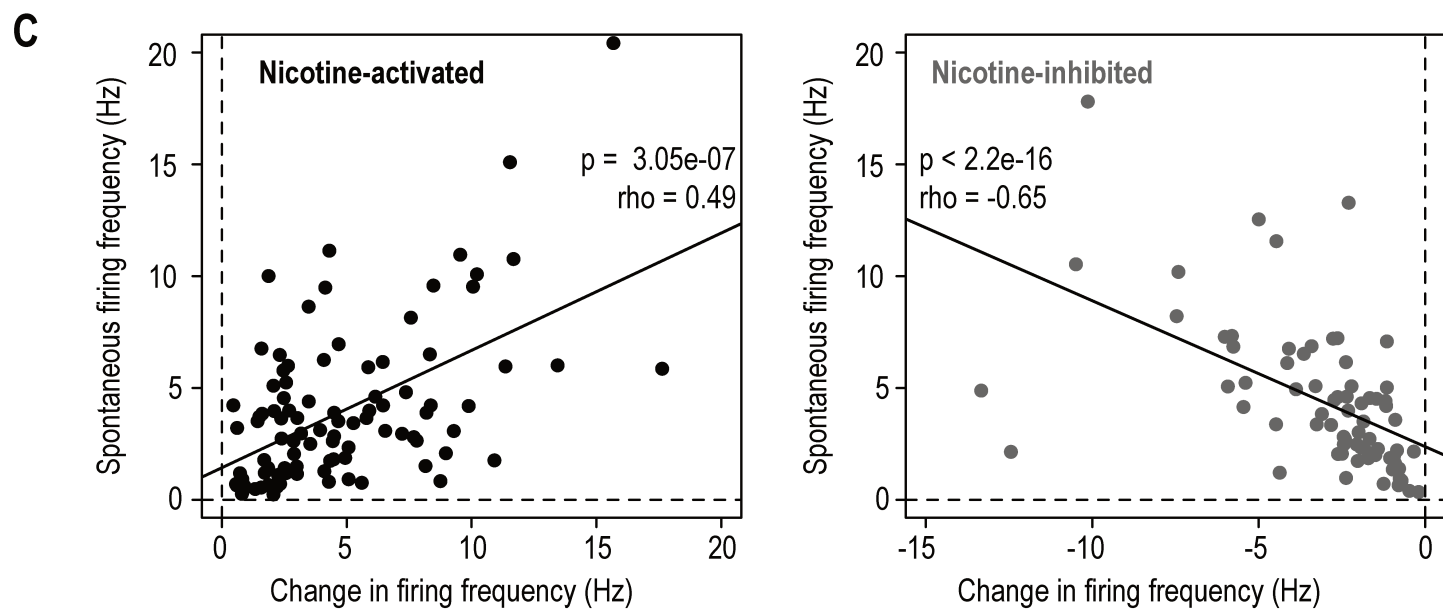 C
Spontaneous firing frequency (Hz)
20
15
10
5
0
Nicotine-activated
p = 3.05e-07
rho = 0.49
0 5 10 15 20
Change in firing frequency (Hz)
Spontaneous firing frequency (Hz)
20
15
10
5
0
Nicotine-inhibited
p < 2.2e-16
rho = -0.65
-15 -10 -5 0
Change in firing frequency (Hz)